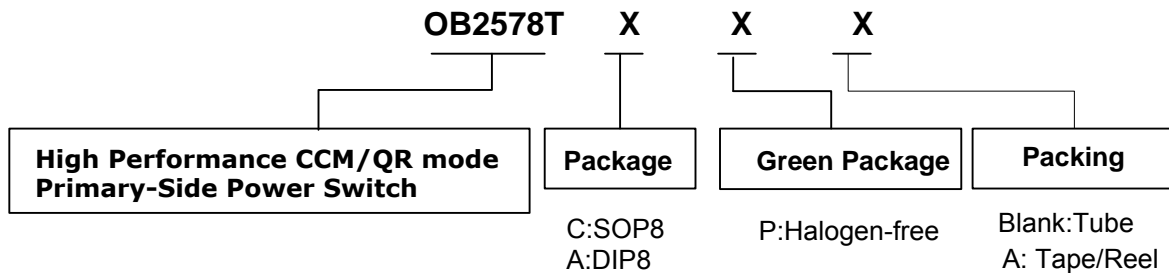 OB2578T X X X
High Performance CCM/QR mode
Primary-Side Power Switch
Package
Green Package
Packing
C:SOP8
A:DIP8
P:Halogen-free
Blank:Tube
A: Tape/Reel